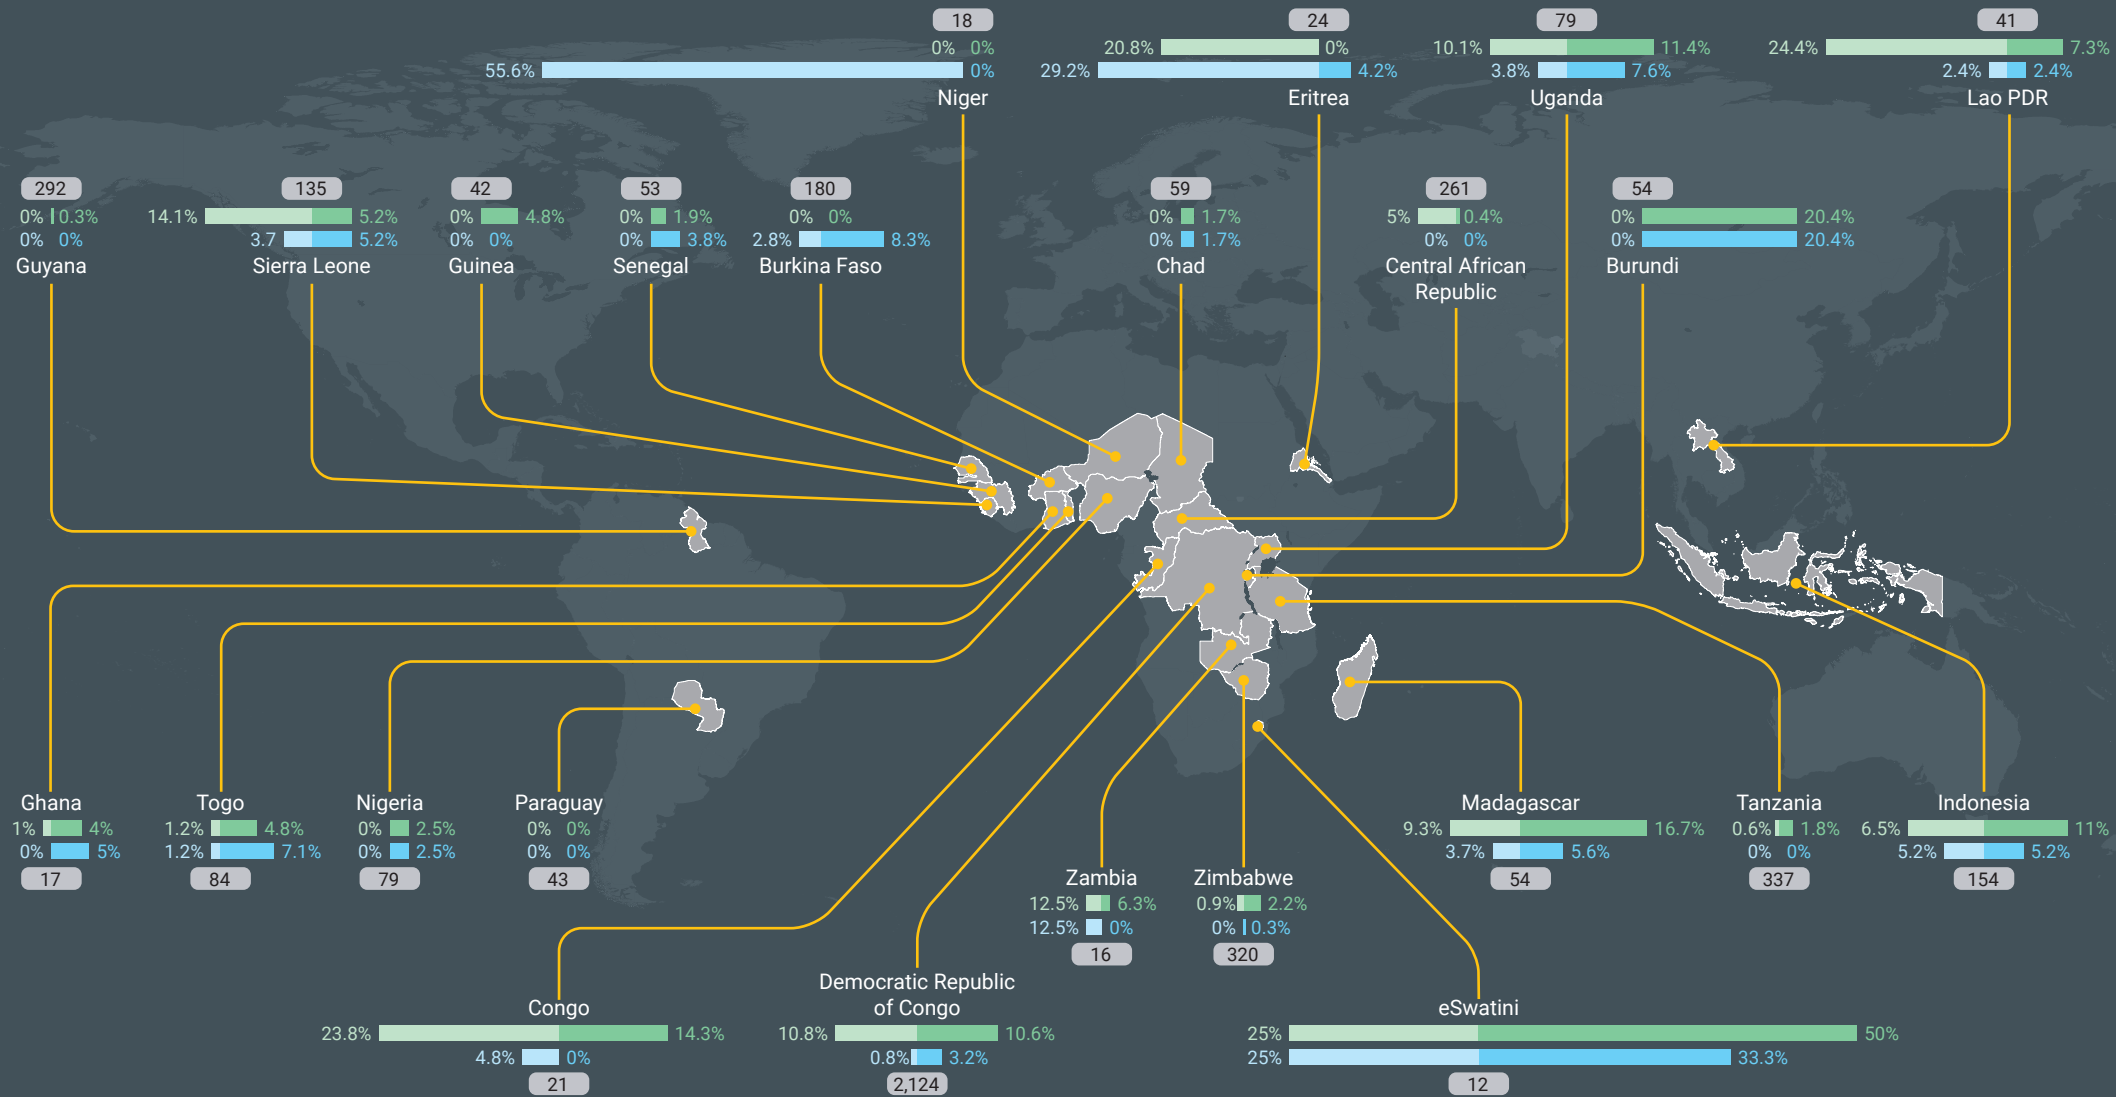 18
0% 0%
55.6% 0%
Niger
24
20.8% 0%
29.2% 4.2%
Eritrea
79
10.1% 11.4%
3.8% 7.6%
Uganda
41
24.4% 7.3%
2.4% 2.4%
Lao PDR
292
0% 0.3%
0% 0%
Guyana
135
14.1% 5.2%
3.7 5.2%
Sierra Leone
42
0% 4.8%
0% 0%
Guinea
53
0% 1.9%
0% 3.8%
Senegal
180
0% 0%
2.8% 8.3%
Burkina Faso
59
0% 1.7%
0% 1.7%
Chad
261
5% 0.4%
0% 0%
Central African
Republic
54
0% 20.4%
0% 20.4%
Burundi
Ghana
1% 4%
0% 5%
17
Togo
1.2% 4.8%
1.2% 7.1%
84
Nigeria
0% 2.5%
0% 2.5%
79
Paraguay
0% 0%
0% 0%
43
Madagascar
9.3% 16.7%
3.7% 5.6%
54
Tanzania
0.6% 1.8%
0% 0%
337
Indonesia
6.5% 11%
5.2% 5.2%
154
Zambia
12.5% 6.3%
12.5% 0%
16
Zimbabwe
0.9% 2.2%
0% 0.3%
320
Congo
23.8% 14.3%
4.8% 0%
21
Democratic Republic
of Congo
10.8% 10.6%
0.8% 3.2%
2,124
eSwatini
25% 50%
25% 33.3%
12